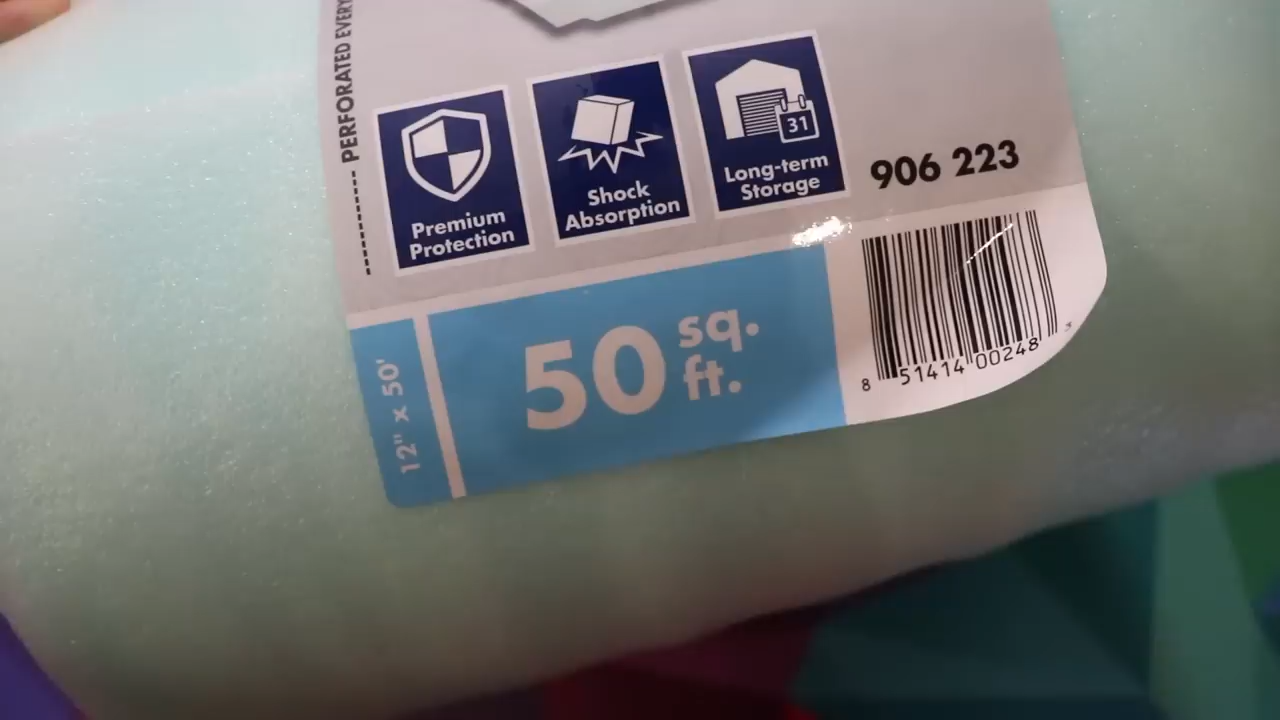 PERFORATED EVERY
Premium
Protection
Shock
Absorption
31
Long-term
Storage
906 223
12" x 50'
50 sq.
ft.
8 51414 00248 3